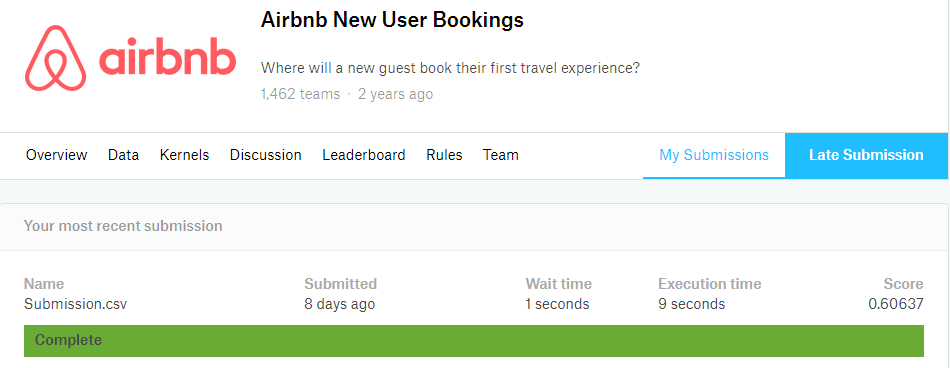 Airbnb New User Bookings
airbnb
Where will a new guest book their first travel experience?
1,462 teams · 2 years ago
Overview Data Kernels Discussion Leaderboard Rules Team My Submissions Late Submission
Your most recent submission
Name Submitted Wait time Execution time Score
Submission.csv 8 days ago 1 seconds 9 seconds 0.60637
Complete